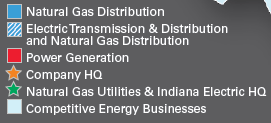 Natural Gas Distribution
Electric Transmission & Distribution
and Natural Gas Distribution
Power Generation
Company HQ
Natural Gas Utilities & Indiana Electric HQ
Competitive Energy Businesses